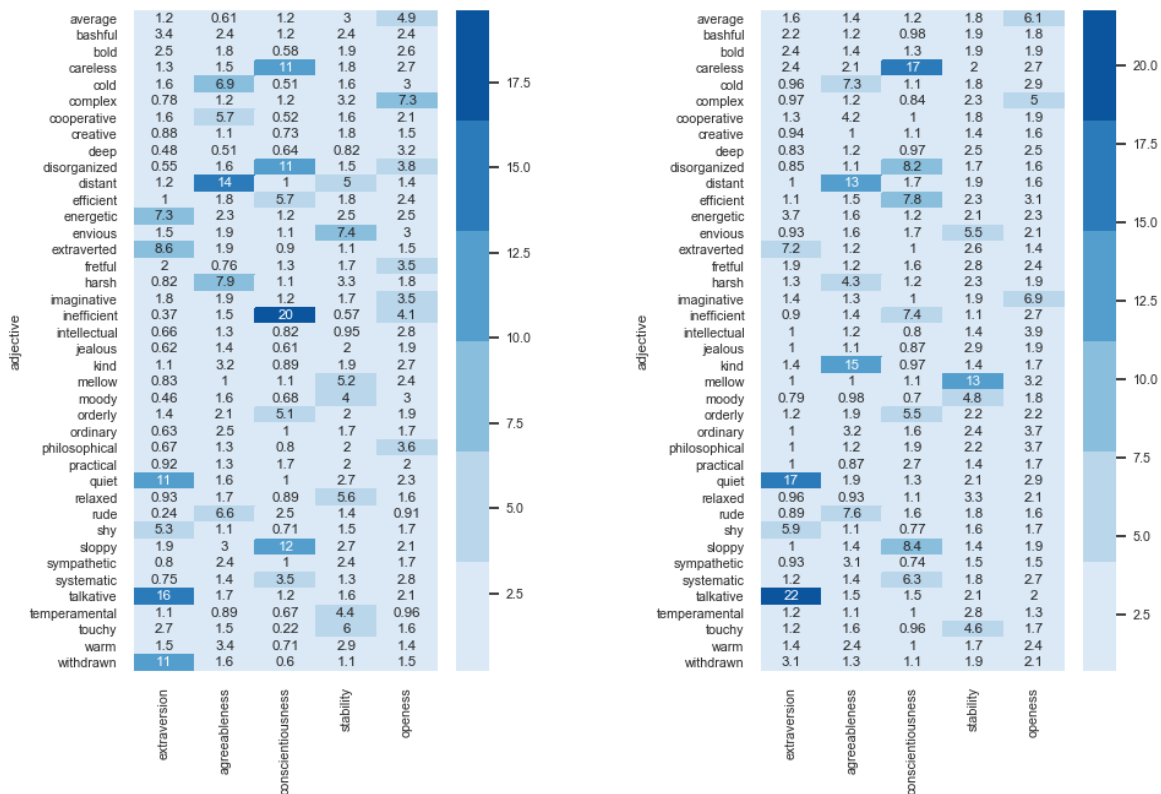 average 1.2 0.61 1.2 3 4.9
bashful 3.4 2.4 1.2 2.4 2.4
bold 2.5 1.8 0.58 1.9 2.6
careless 1.3 1.5 11 1.8 2.7
cold 1.6 6.9 0.51 1.6 3
complex 0.78 1.2 1.2 3.2 7.3
cooperative 1.6 5.7 0.52 1.6 2.1
creative 0.88 1.1 0.73 1.8 1.5
deep 0.48 0.51 0.64 0.82 3.2
disorganized 0.55 1.6 11 1.5 3.8
distant 1.2 14 1 5 1.4
efficient 1 1.8 5.7 1.8 2.4
energetic 7.3 2.3 1.2 2.5 2.5
envious 1.5 1.9 1.1 7.4 3
extraverted 8.6 1.9 0.9 1.1 1.5
fretful 2 0.76 1.3 1.7 3.5
harsh 0.82 7.9 1 3.3 1.8
imaginative 1.8 1.9 1.2 1.7 3.5
inefficient 0.37 1.5 20 0.57 4.1
intellectual 0.66 1.3 0.82 0.95 2.8
jealous 0.62 1.4 0.61 2 1.9
kind 1.1 3.2 0.89 1.9 2.7
mellow 0.83 1 1.1 5.2 2.4
moody 0.46 1.6 0.68 4 3
orderly 1.4 2.1 5.1 2 1.9
ordinary 0.63 2.5 1 1.7 1.7
philosophical 0.67 1.3 0.8 2 3.6
practical 0.92 1.3 1.7 2 2
quiet 11 1.6 1 2.7 2.3
relaxed 0.93 1.7 0.89 5.6 1.6
rude 0.24 6.6 2.5 1.4 0.91
shy 5.3 1.1 0.71 1.5 1.7
sloppy 1.9 3 12 2.7 2.1
sympathetic 0.8 2.4 1 2.4 1.7
systematic 0.75 1.4 3.5 1.3 2.8
talkative 16 1.7 1.2 1.6 2.1
temperamental 1.1 0.89 0.67 4.4 0.96
touchy 2.7 1.5 0.22 6 1.6
warm 1.5 3.4 0.71 2.9 1.4
withdrawn 11 1.6 0.6 1.1 1.5
adjective
extraversion
agreeableness
conscientiousness
stability
openess
17.5
15.0
12.5
10.0
7.5
5.0
2.5
average 1.6 1.4 1.2 1.8 6.1
bashful 2.2 1.2 0.98 1.9 1.8
bold 2.4 1.4 1.3 1.9 1.9
careless 2.4 2.1 17 2 2.7
cold 0.96 7.3 1.1 1.8 2.9
complex 0.97 1.2 0.84 2.3 5
cooperative 1.3 4.2 1 1.8 1.9
creative 0.94 1 1.1 1.4 1.6
deep 0.83 1.2 0.97 2.5 2.5
disorganized 0.85 1.1 8.2 1.7 1.6
distant 1 13 1.7 1.9 1.6
efficient 1.1 1.5 7.8 2.3 3.1
energetic 3.7 1.6 1.2 2.1 2.3
envious 0.93 1.6 1.7 5.5 2.1
extraverted 7.2 1.2 1 2.6 1.4
fretful 1.9 1.2 1.6 2.8 2.4
harsh 1.3 4.3 1.2 2.3 1.9
imaginative 1.4 1.3 1 1.9 6.9
inefficient 0.9 1.4 7.4 1.1 2.7
intellectual 1 1.2 0.8 1.4 3.9
jealous 1 1.1 0.87 2.9 1.9
kind 1.4 15 0.97 1.4 1.7
mellow 1 1 1.1 13 3.2
moody 0.79 0.98 0.7 4.8 1.8
orderly 1.2 1.9 5.5 2.2 2.2
ordinary 1 3.2 1.6 2.4 3.7
philosophical 1 1.2 1.9 2.2 3.7
practical 1 0.87 2.7 1.4 1.7
quiet 17 1.9 1.3 2.1 2.9
relaxed 0.96 0.93 1.1 3.3 2.1
rude 0.89 7.6 1.6 1.8 1.6
shy 5.9 1.1 0.77 1.6 1.7
sloppy 1 1.4 8.4 1.4 1.9
sympathetic 0.93 3.1 0.74 1.5 1.5
systematic 1.2 1.4 6.3 1.8 2.7
talkative 22 1.5 1.5 2.1 2
temperamental 1.2 1.1 1 2.8 1.3
touchy 1.2 1.6 0.96 4.6 1.7
warm 1.4 2.4 1 1.7 2.4
withdrawn 3.1 1.3 1.1 1.9 2.1
adjective
extraversion
agreeableness
conscientiousness
stability
openess
20.0
17.5
15.0
12.5
10.0
7.5
5.0
2.5